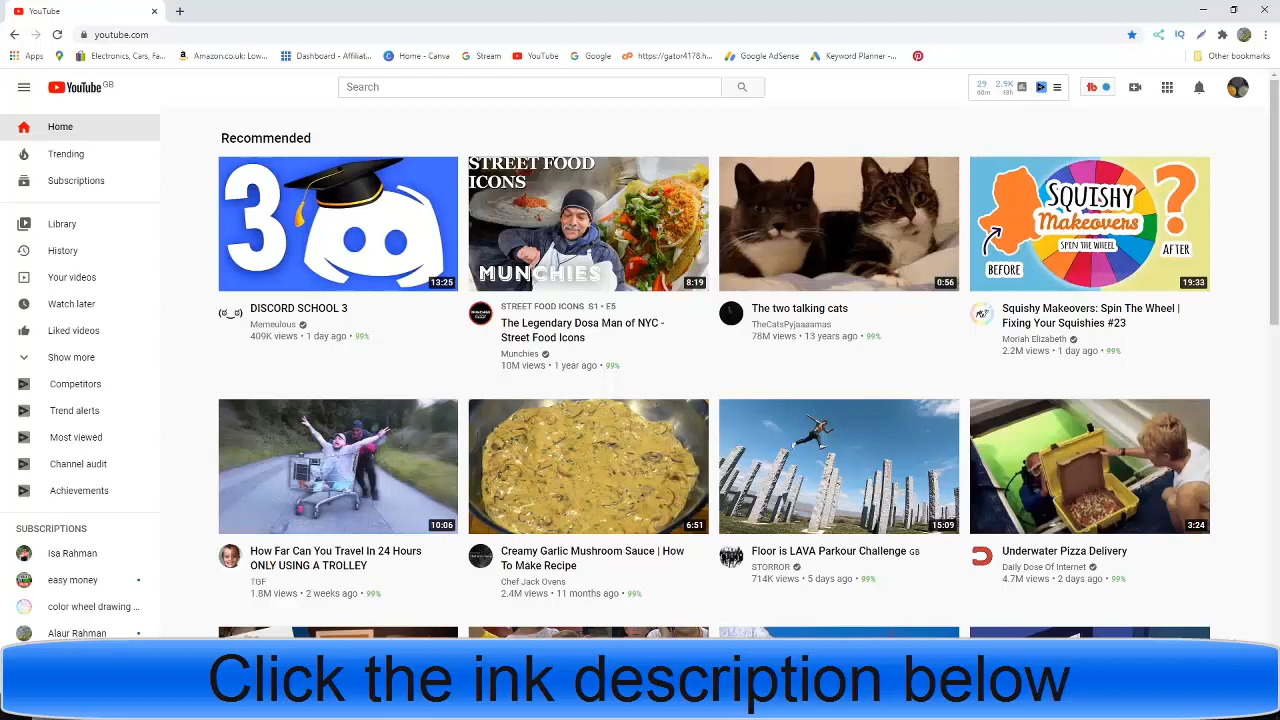 YouTube
youtube.com
Apps
Electronics, Cars, Fa...
Amazon.co.uk: Low...
Dashboard - Affiliat...
Home - Canva
Stream
YouTube
Google
https://gator4178.h...
Google AdSense
Keyword Planner -...
Other bookmarks
YouTube GB
Search
29 2.9K
60m 48h
Home
Trending
Subscriptions
Library
History
Your videos
Watch later
Liked videos
Show more
Competitors
Trend alerts
Most viewed
Channel audit
Achievements
SUBSCRIPTIONS
Isa Rahman
easy money
color wheel drawing ...
Alaur Rahman
Recommended
3
13:25
DISCORD SCHOOL 3
Memeulous
409K views • 1 day ago • 99%
STREET FOOD
ICONS
MUNCHIES
8:19
STREET FOOD ICONS S1 • E5
The Legendary Dosa Man of NYC -
Street Food Icons
Munchies
10M views • 1 year ago • 99%
0:56
The two talking cats
TheCatsPyjaaaamas
78M views • 13 years ago • 99%
SQUISHY
Makeovers
SPIN THE WHEEL
?
BEFORE
AFTER
19:33
Squishy Makeovers: Spin The Wheel |
Fixing Your Squishies #23
Moriah Elizabeth
2.2M views • 1 day ago • 99%
10:06
How Far Can You Travel In 24 Hours
ONLY USING A TROLLEY
TGF
1.8M views • 2 weeks ago • 99%
6:51
Creamy Garlic Mushroom Sauce | How
To Make Recipe
Chef Jack Ovens
2.4M views • 11 months ago • 99%
15:09
Floor is LAVA Parkour Challenge GB
STORROR
714K views • 5 days ago • 99%
3:24
Underwater Pizza Delivery
Daily Dose Of Internet
4.7M views • 2 days ago • 99%
Click the ink description below